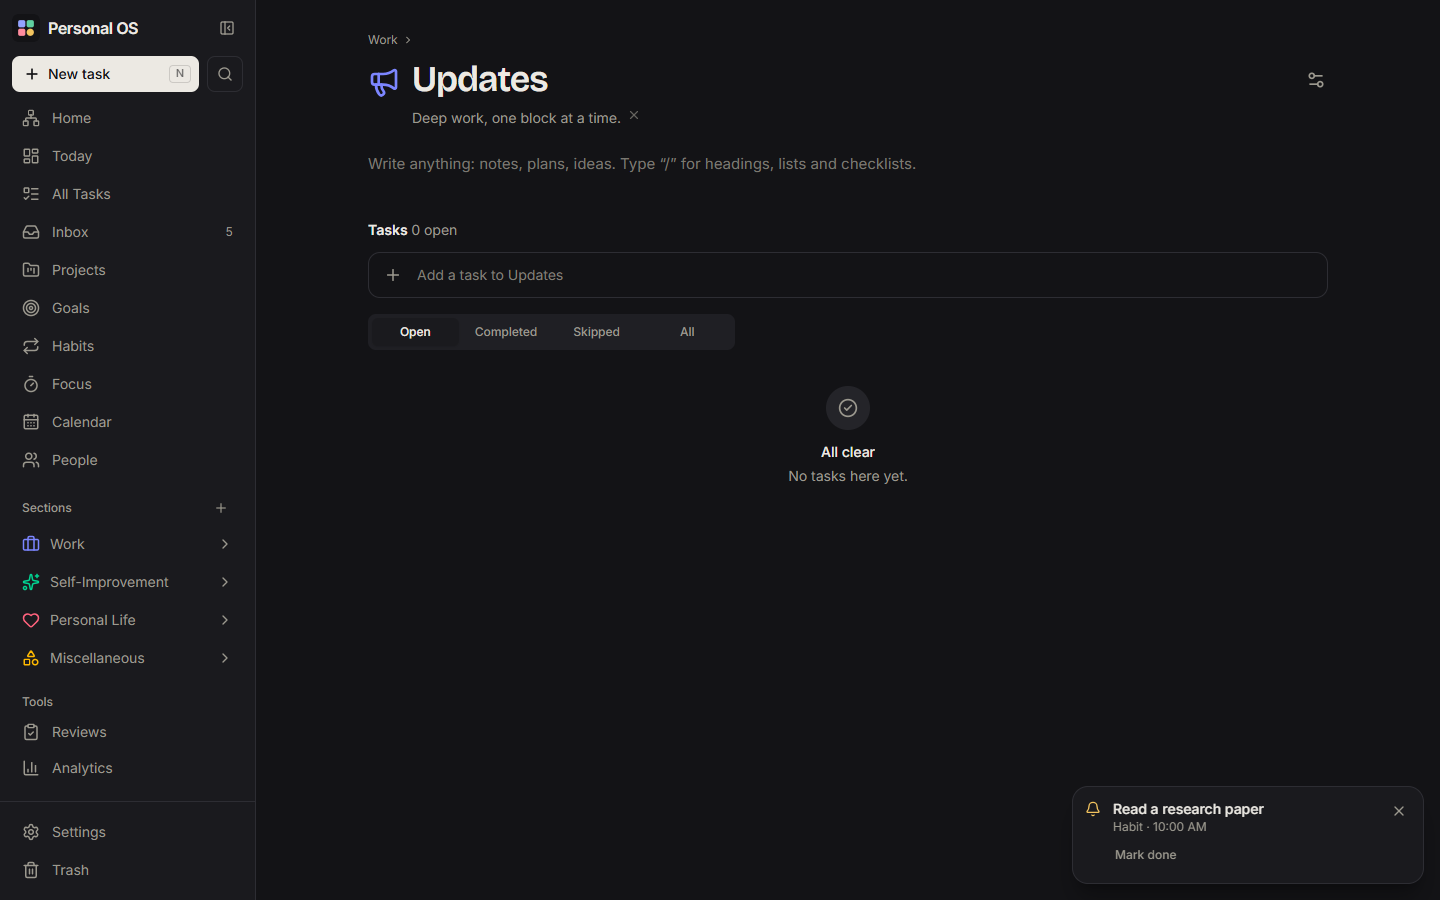 Personal OS
New task N
Home
Today
All Tasks
Inbox 5
Projects
Goals
Habits
Focus
Calendar
People
Sections
Work
Self-Improvement
Personal Life
Miscellaneous
Tools
Reviews
Analytics
Settings
Trash
Work
Updates
Deep work, one block at a time.
Write anything: notes, plans, ideas. Type “/” for headings, lists and checklists.
Tasks 0 open
Add a task to Updates
Open Completed Skipped All
All clear
No tasks here yet.
Read a research paper
Habit · 10:00 AM
Mark done